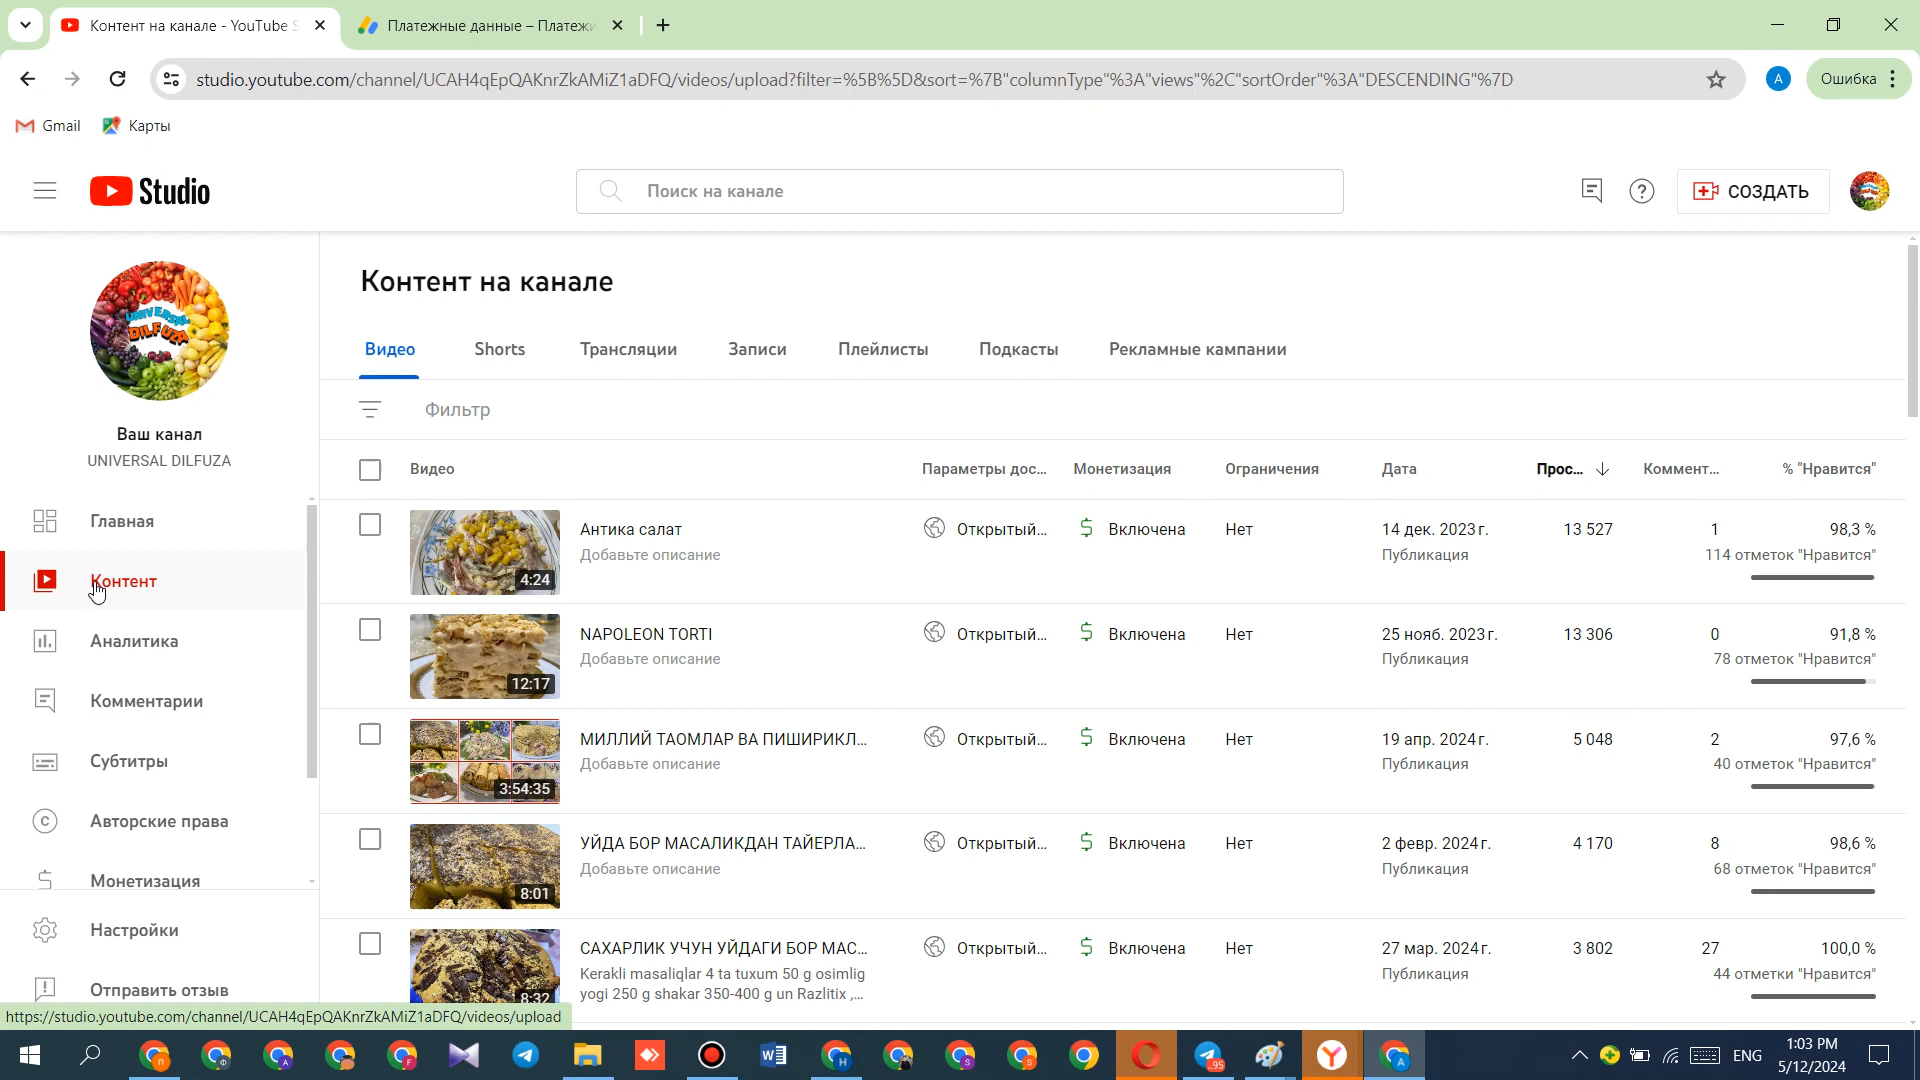 Контент на канале - YouTube S
Платежные данные – Платежи
studio.youtube.com/channel/UCAH4qEpQAKnrZkAMiZ1aDFQ/videos/upload?filter=%5B%5D&sort=%7B"columnType"%3A"views"%2C"sortOrder"%3A"DESCENDING"%7D
A
Ошибка
Gmail
Карты
Studio
Поиск на канале
СОЗДАТЬ
UNIVERSAL
DILFUZA
Ваш канал
UNIVERSAL DILFUZA
Главная
Контент
Аналитика
Комментарии
Субтитры
Авторские права
Монетизация
Настройки
Отправить отзыв
Контент на канале
Видео Shorts Трансляции Записи Плейлисты Подкасты Рекламные кампании
Фильтр
Видео Параметры дос... Монетизация Ограничения Дата Прос... Коммент... % "Нравится"
4:24
Антика салат Открытый... Включена Нет 14 дек. 2023 г. 13 527 1 98,3 %
Добавьте описание Публикация 114 отметок "Нравится"
12:17
NAPOLEON TORTI Открытый... Включена Нет 25 нояб. 2023 г. 13 306 0 91,8 %
Добавьте описание Публикация 78 отметок "Нравится"
3:54:35
МИЛЛИЙ ТАОМЛАР ВА ПИШИРИКЛ... Открытый... Включена Нет 19 апр. 2024 г. 5 048 2 97,6 %
Добавьте описание Публикация 40 отметок "Нравится"
8:01
УЙДА БОР МАСАЛИКДАН ТАЙЕРЛА... Открытый... Включена Нет 2 февр. 2024 г. 4 170 8 98,6 %
Добавьте описание Публикация 68 отметок "Нравится"
8:32
САХАРЛИК УЧУН УЙДАГИ БОР МАС... Открытый... Включена Нет 27 мар. 2024 г. 3 802 27 100,0 %
Kerakli masaliqlar 4 ta tuxum 50 g osimlig Публикация 44 отметки "Нравится"
yogi 250 g shakar 350-400 g un Razlitix ,...
https://studio.youtube.com/channel/UCAH4qEpQAKnrZkAMiZ1aDFQ/videos/upload
ENG
1:03 PM
5/12/2024